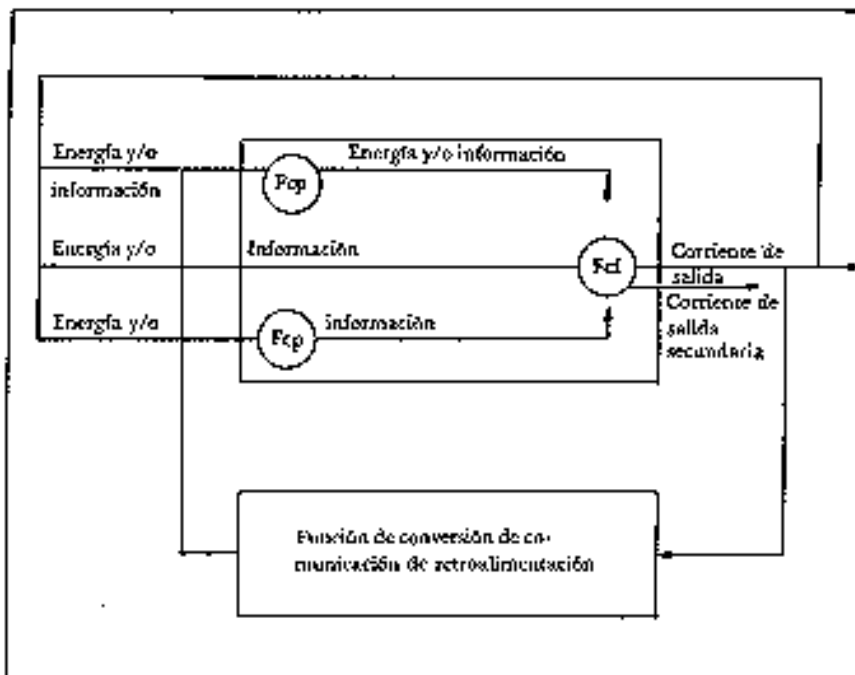 Energía y/o
información
Fcp
Energía y/o información
Energía y/o
Información
Fcf
Corriente de
salida
Corriente de
salida
secundaria
Energía y/o
Fcp
información
Función de conversión de co-
municación de retroalimentación